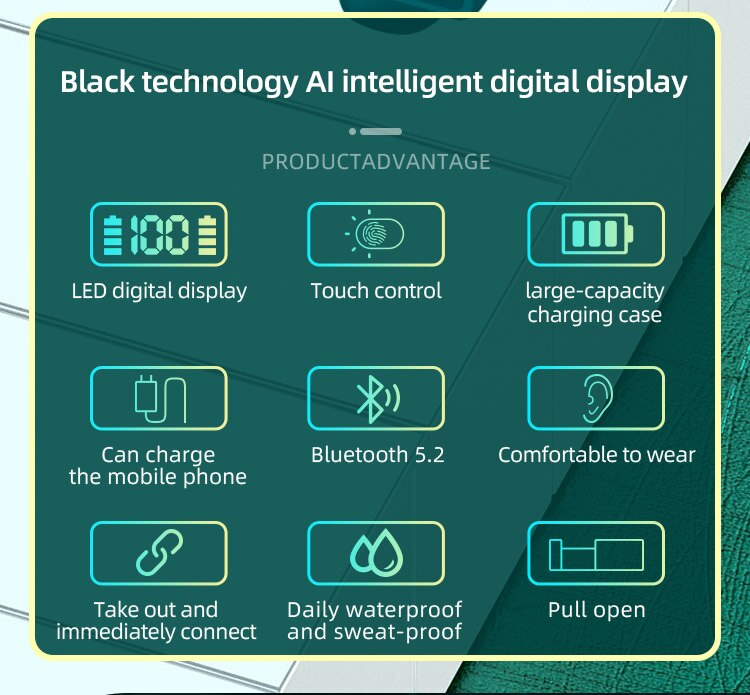 Black technology AI intelligent digital display
PRODUCTADVANTAGE
100
LED digital display
Touch control
large-capacity
charging case
Can charge
the mobile phone
Bluetooth 5.2
Comfortable to wear
Take out and
immediately connect
Daily waterproof
and sweat-proof
Pull open